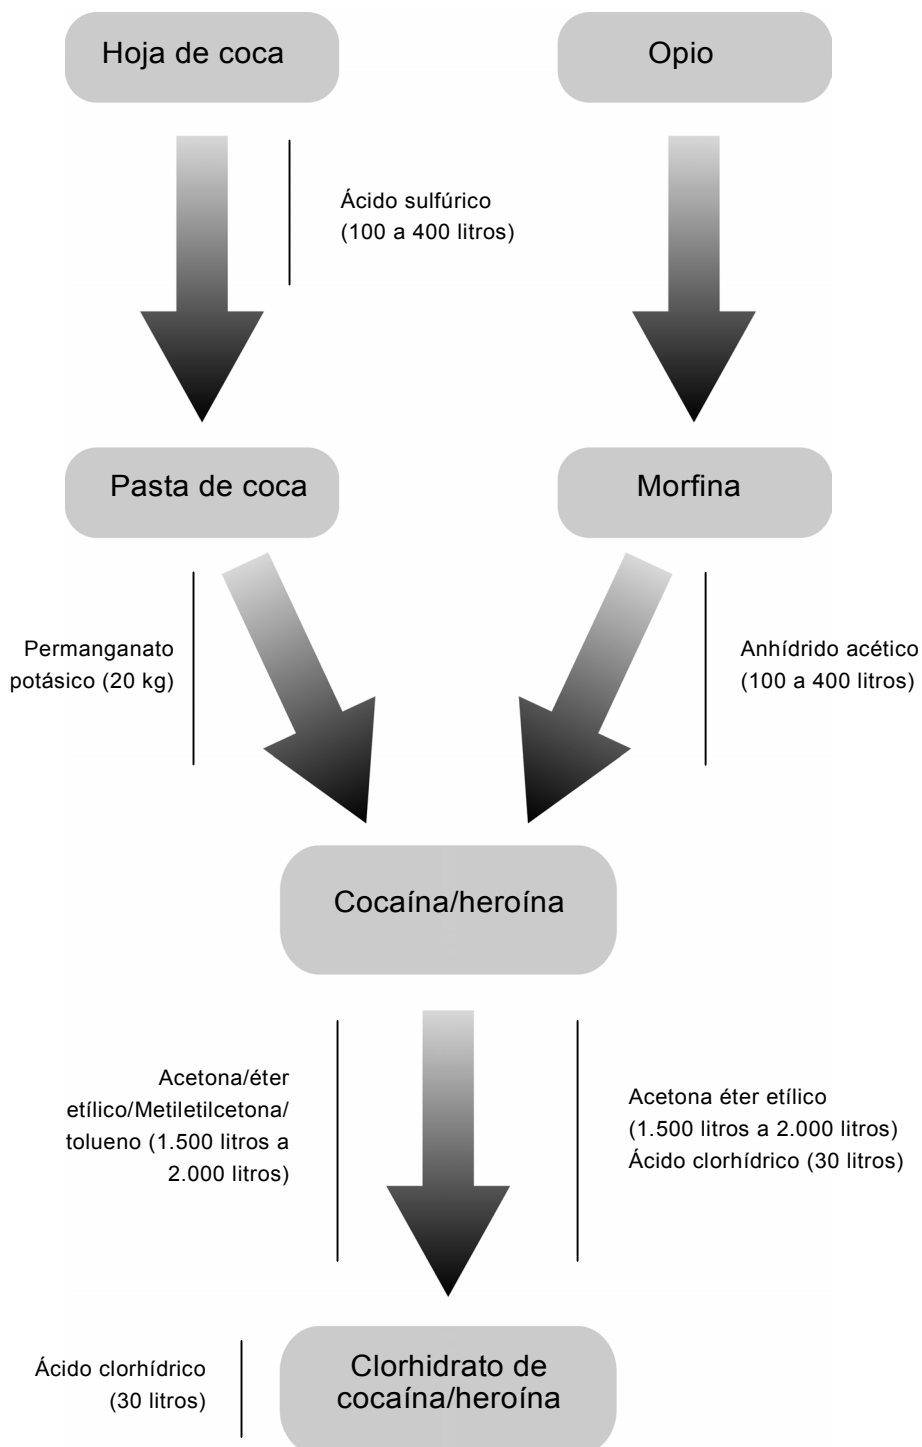 Hoja de coca
Opio
Ácido sulfúrico
(100 a 400 litros)
Pasta de coca
Morfina
Permanganato
potásico (20 kg)
Anhídrido acético
(100 a 400 litros)
Cocaína/heroína
Acetona/éter
etílico/Metiletilcetona/
tolueno (1.500 litros a
2.000 litros)
Acetona éter etílico
(1.500 litros a 2.000 litros)
Ácido clorhídrico (30 litros)
Ácido clorhídrico
(30 litros)
Clorhidrato de
cocaína/heroína